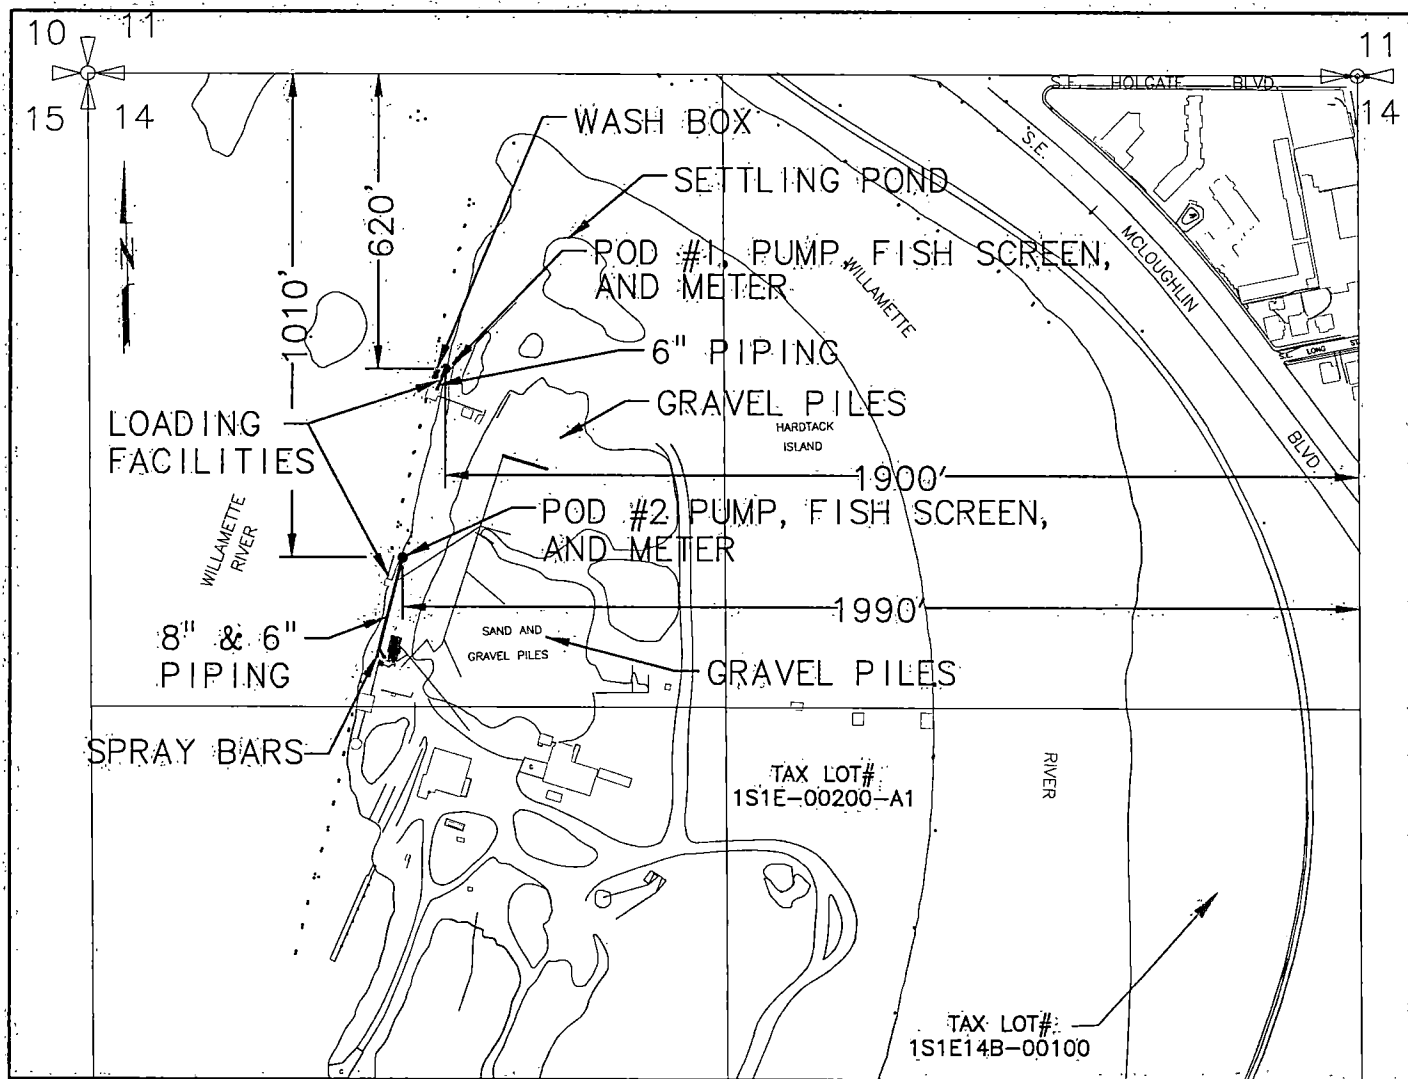 10 11
11
S.E. HOLGATE BLVD.
15 14
14
WASH BOX
S.E.
SETTLING POND
620'
MCLOUGHLIN
POD #1, PUMP, FISH SCREEN,
AND METER
WILLAMETTE
N
1010'
6" PIPING
S.E. LONG ST
GRAVEL PILES
LOADING
FACILITIES
HARDTACK
ISLAND
BLVD.
1900'
WILLAMETTE
RIVER
POD #2 PUMP, FISH SCREEN,
AND METER
1990'
8" & 6"
PIPING
SAND AND
GRAVEL PILES
GRAVEL PILES
SPRAY BARS
TAX LOT#
1S1E-00200-A1
RIVER
TAX LOT#
1S1E14B-00100